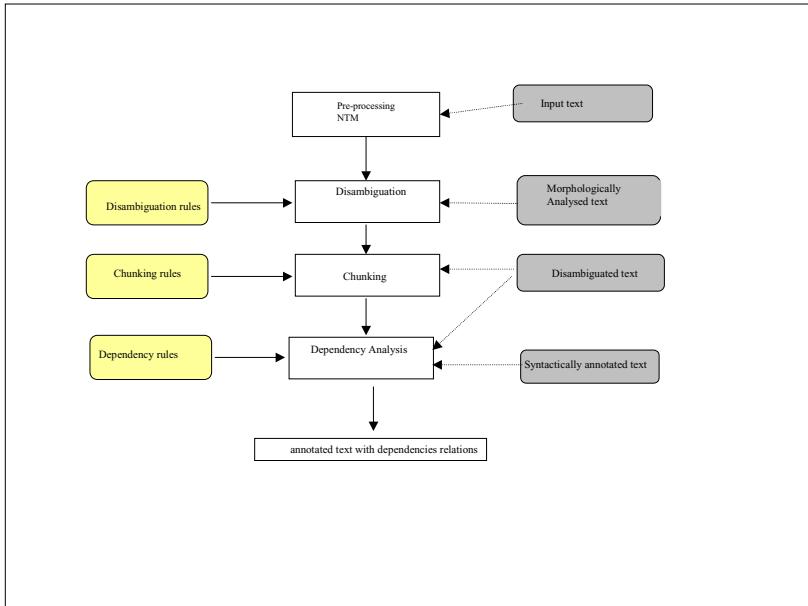 Pre-processing
NTM
Input text
Disambiguation rules
Disambiguation
Morphologically
Analysed text
Chunking rules
Chunking
Disambiguated text
Dependency rules
Dependency Analysis
Syntactically annotated text
annotated text with dependencies relations